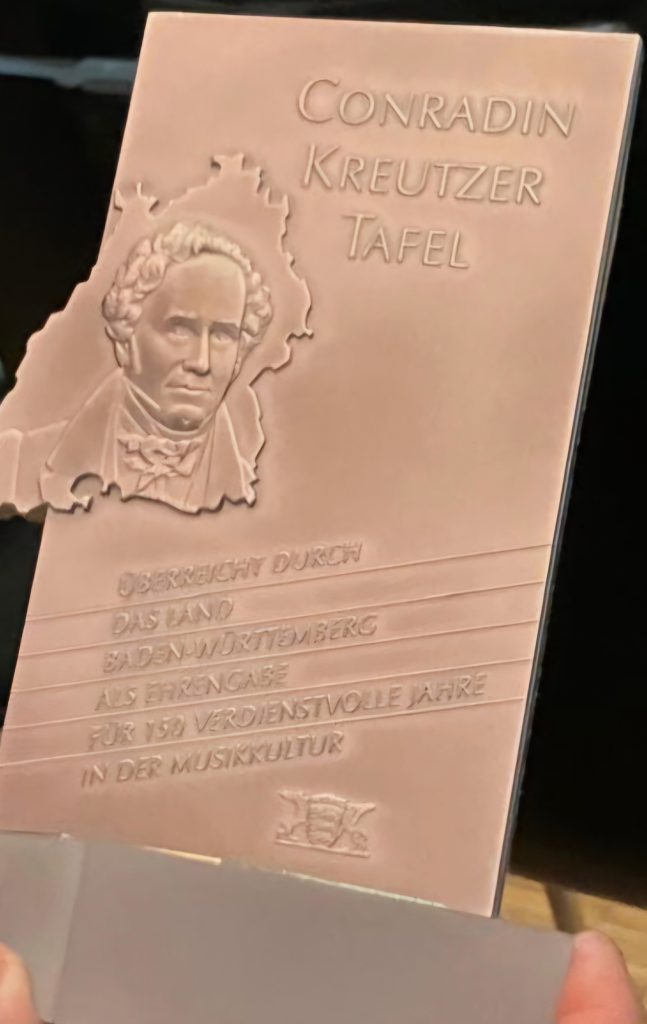 CONRADIN
KREUTZER
TAFEL
ÜBERREICHT DURCH
DAS LAND
BADEN-WÜRTTEMBERG
ALS EHRENGABE
FÜR 150 VERDIENSTVOLLE JAHRE
IN DER MUSIKKULTUR